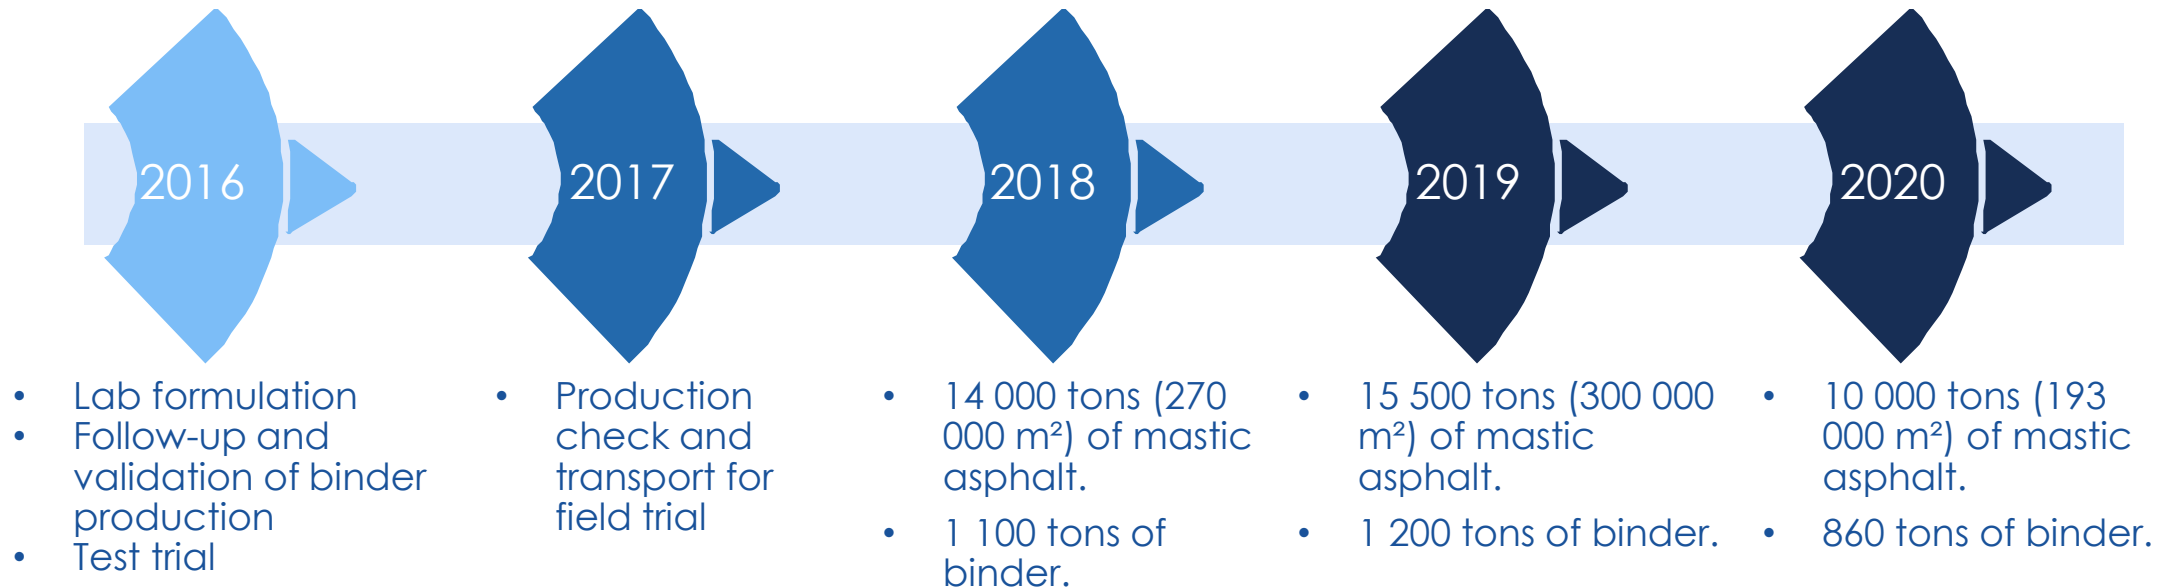 2016
2017
2018
2019
2020
• Lab formulation
• Follow-up and
validation of binder
production
• Test trial
• Production
check and
transport for
field trial
• 14 000 tons (270
000 m²) of mastic
asphalt.
• 1 100 tons of
binder.
• 15 500 tons (300 000
m²) of mastic
asphalt.
• 1 200 tons of binder.
• 10 000 tons (193
000 m²) of mastic
asphalt.
• 860 tons of binder.